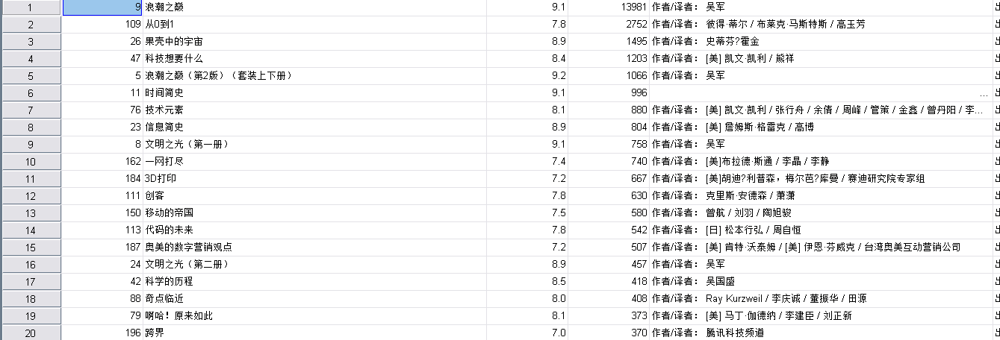 1 9 浪潮之巅 9.1 13981 作者/译者： 吴军
2 109 从0到1 7.8 2752 作者/译者： 彼得·蒂尔 / 布莱克·马斯特斯 / 高玉芳
3 26 果壳中的宇宙 8.9 1495 作者/译者： 史蒂芬?霍金
4 47 科技想要什么 8.4 1203 作者/译者： [美] 凯文·凯利 / 熊祥
5 5 浪潮之巅（第2版）（套装上下册） 9.2 1066 作者/译者： 吴军
6 11 时间简史 9.1 996 ...
7 76 技术元素 8.1 880 作者/译者： [美] 凯文·凯利 / 张行舟 / 余倩 / 周峰 / 管策 / 金鑫 / 曾丹阳 / 李...
8 23 信息简史 8.9 804 作者/译者： [美] 詹姆斯·格雷克 / 高博
9 8 文明之光（第一册） 9.1 758 作者/译者： 吴军
10 162 一网打尽 7.4 740 作者/译者： [美]布拉德·斯通 / 李晶 / 李静
11 184 3D打印 7.2 667 作者/译者： [美]胡迪?利普森，梅尔芭?库曼 / 赛迪研究院专家组
12 111 创客 7.8 630 作者/译者： 克里斯·安德森 / 萧潇
13 150 移动的帝国 7.5 580 作者/译者： 曾航 / 刘羽 / 陶旭骏
14 113 代码的未来 7.8 542 作者/译者： [日] 松本行弘 / 周自恒
15 187 奥美的数字营销观点 7.2 507 作者/译者： [美] 肯特·沃泰姆 / [美] 伊恩·芬威克 / 台湾奥美互动营销公司
16 24 文明之光（第二册） 8.9 457 作者/译者： 吴军
17 42 科学的历程 8.5 418 作者/译者： 吴国盛
18 88 奇点临近 8.0 408 作者/译者： Ray Kurzweil / 李庆诚 / 董振华 / 田源
19 79 啊哈！原来如此 8.1 373 作者/译者： [美] 马丁·伽德纳 / 李建臣 / 刘正新
20 196 跨界 7.0 370 作者/译者： 腾讯科技频道